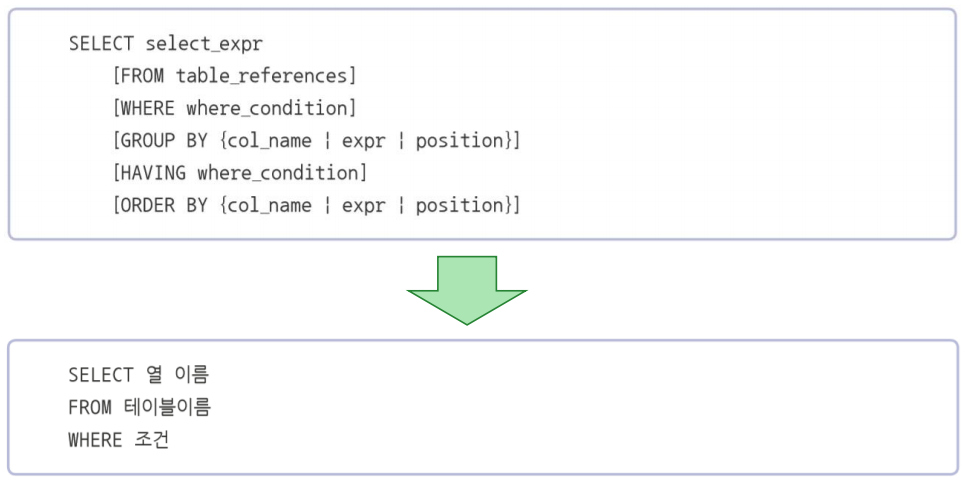 SELECT select_expr
[FROM table_references]
[WHERE where_condition]
[GROUP BY {col_name | expr | position}]
[HAVING where_condition]
[ORDER BY {col_name | expr | position}]
SELECT 열 이름
FROM 테이블이름
WHERE 조건